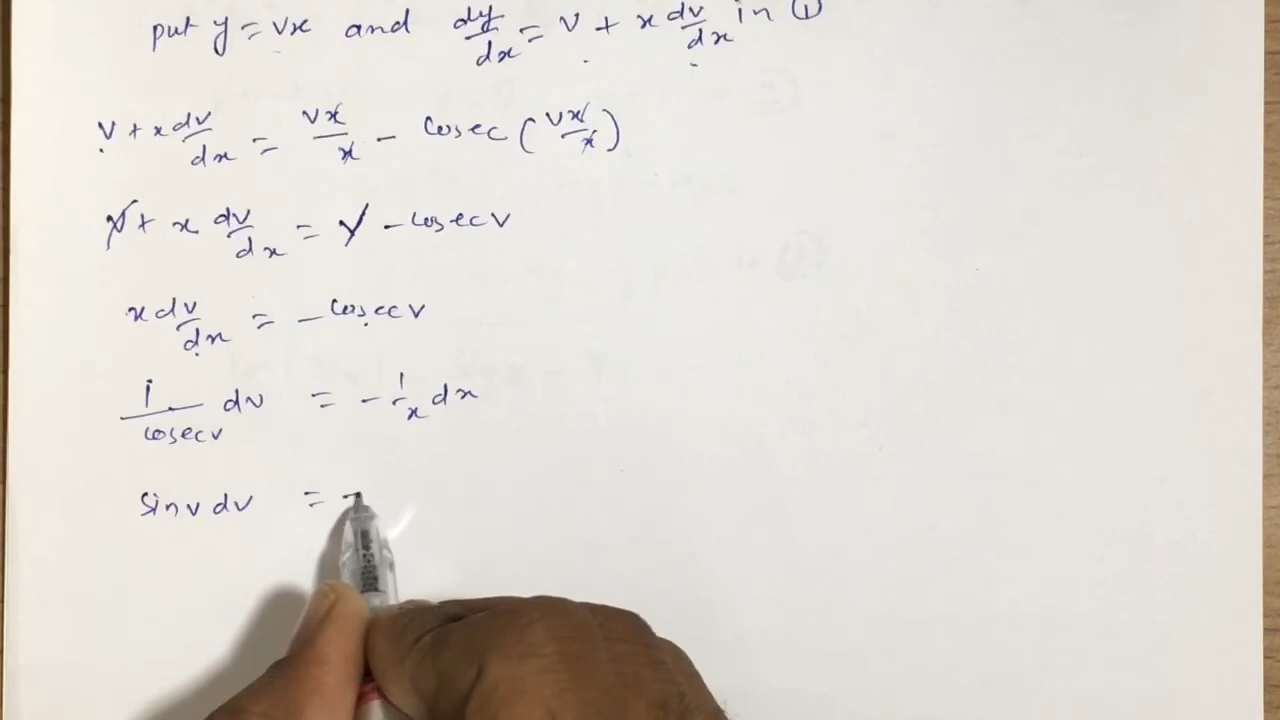 put y = vx and dy/dx = v + x dv/dx in ①
v + x dv/dx = vx/x - cosec (vx/x)
v + x dv/dx = v - cosec v
x dv/dx = - cosec v
1/cosec v dv = - 1/x dx
sin v dv = -